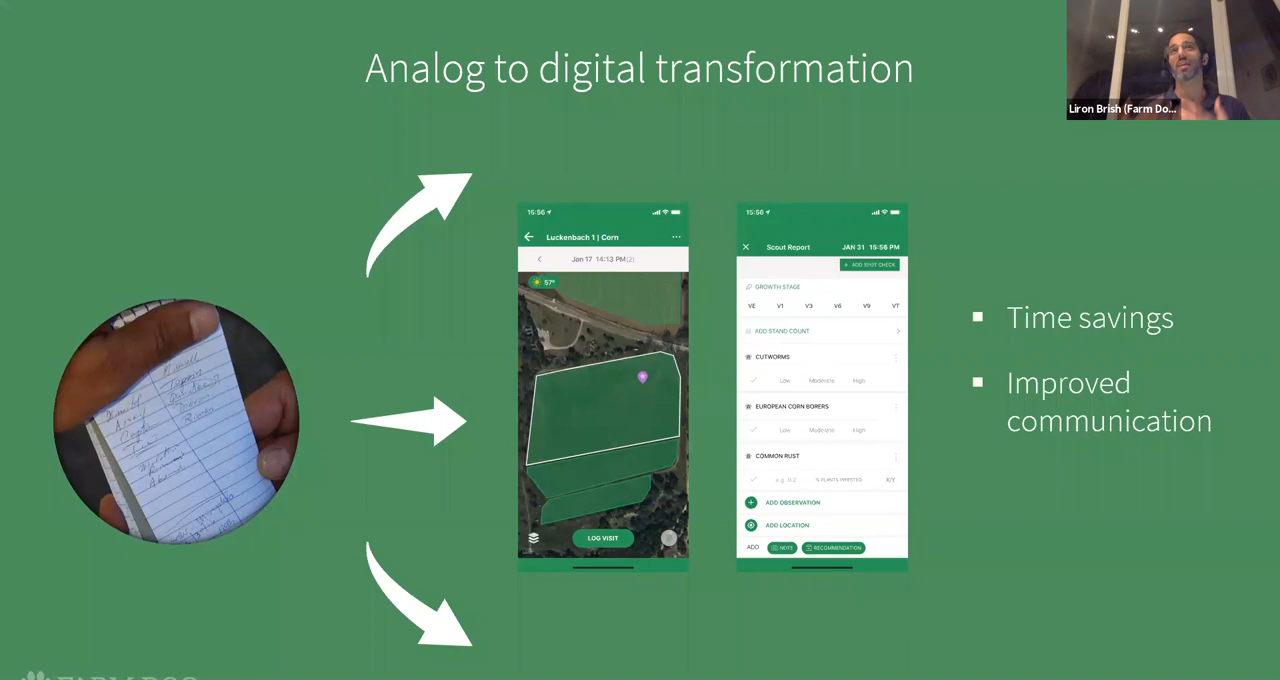 Analog to digital transformation
Liron Brish (Farm Do...
15:56
Luckenbach 1 | Corn
Jan 17 14:13 PM(2)
57°
LOG VISIT
15:56
Scout Report JAN 31 15:56 PM
+ ADD SPOT CHECK
GROWTH STAGE
VE V1 V3 V6 V9 VT
ADD STAND COUNT
CUTWORMS
Low Moderate High
EUROPEAN CORN BORERS
Low Moderate High
COMMON RUST
e.g. 0.2 % PLANTS INFESTED X/Y
ADD OBSERVATION
ADD LOCATION
ADD NOTE RECOMMENDATION
Time savings
Improved
communication